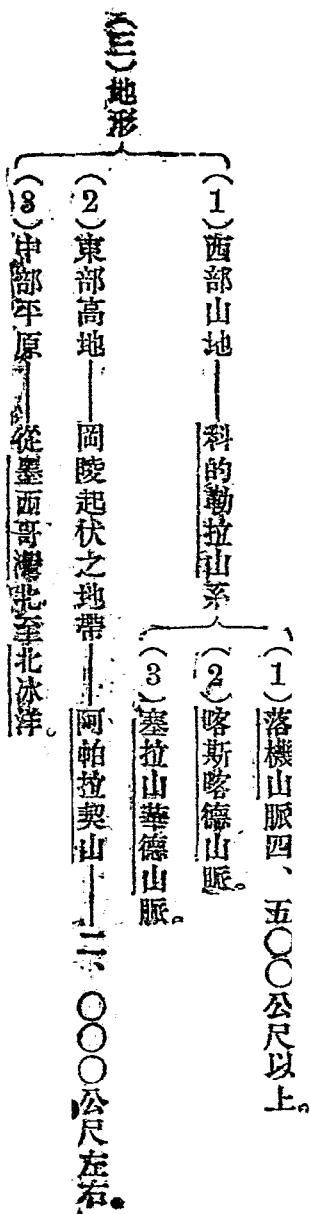 (三)地形
(1)西部山地——科的勒拉山系
(1)落機山脈四、五〇〇公尺以上。
(2)喀斯喀德山脈。
(3)塞拉山華德山脈。
(2)東部高地——岡陵起伏之地帶——阿帕拉契山——二、〇〇〇公尺左右。
(3)中部平原——從墨西哥灣北至北冰洋。